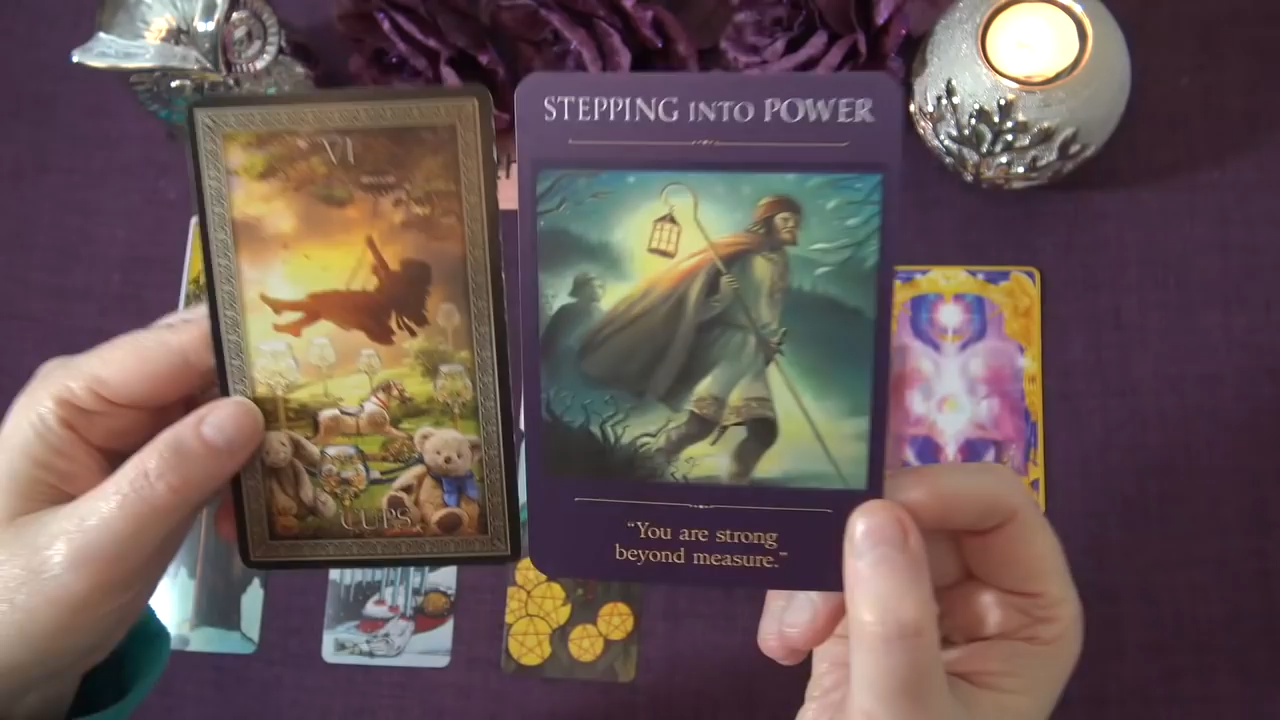 VI
CUPS
STEPPING INTO POWER
"You are strong
beyond measure."